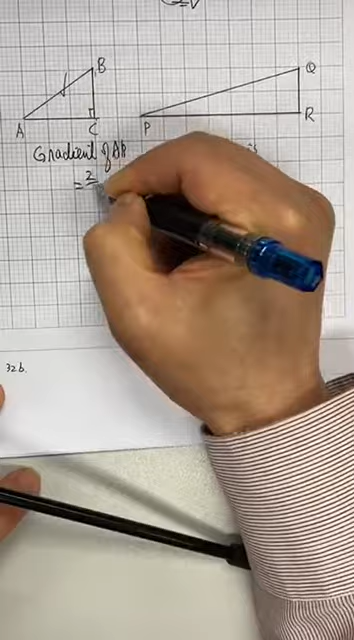 B
Q
A
C
P
R
Gradient of AB
= 2
32b.